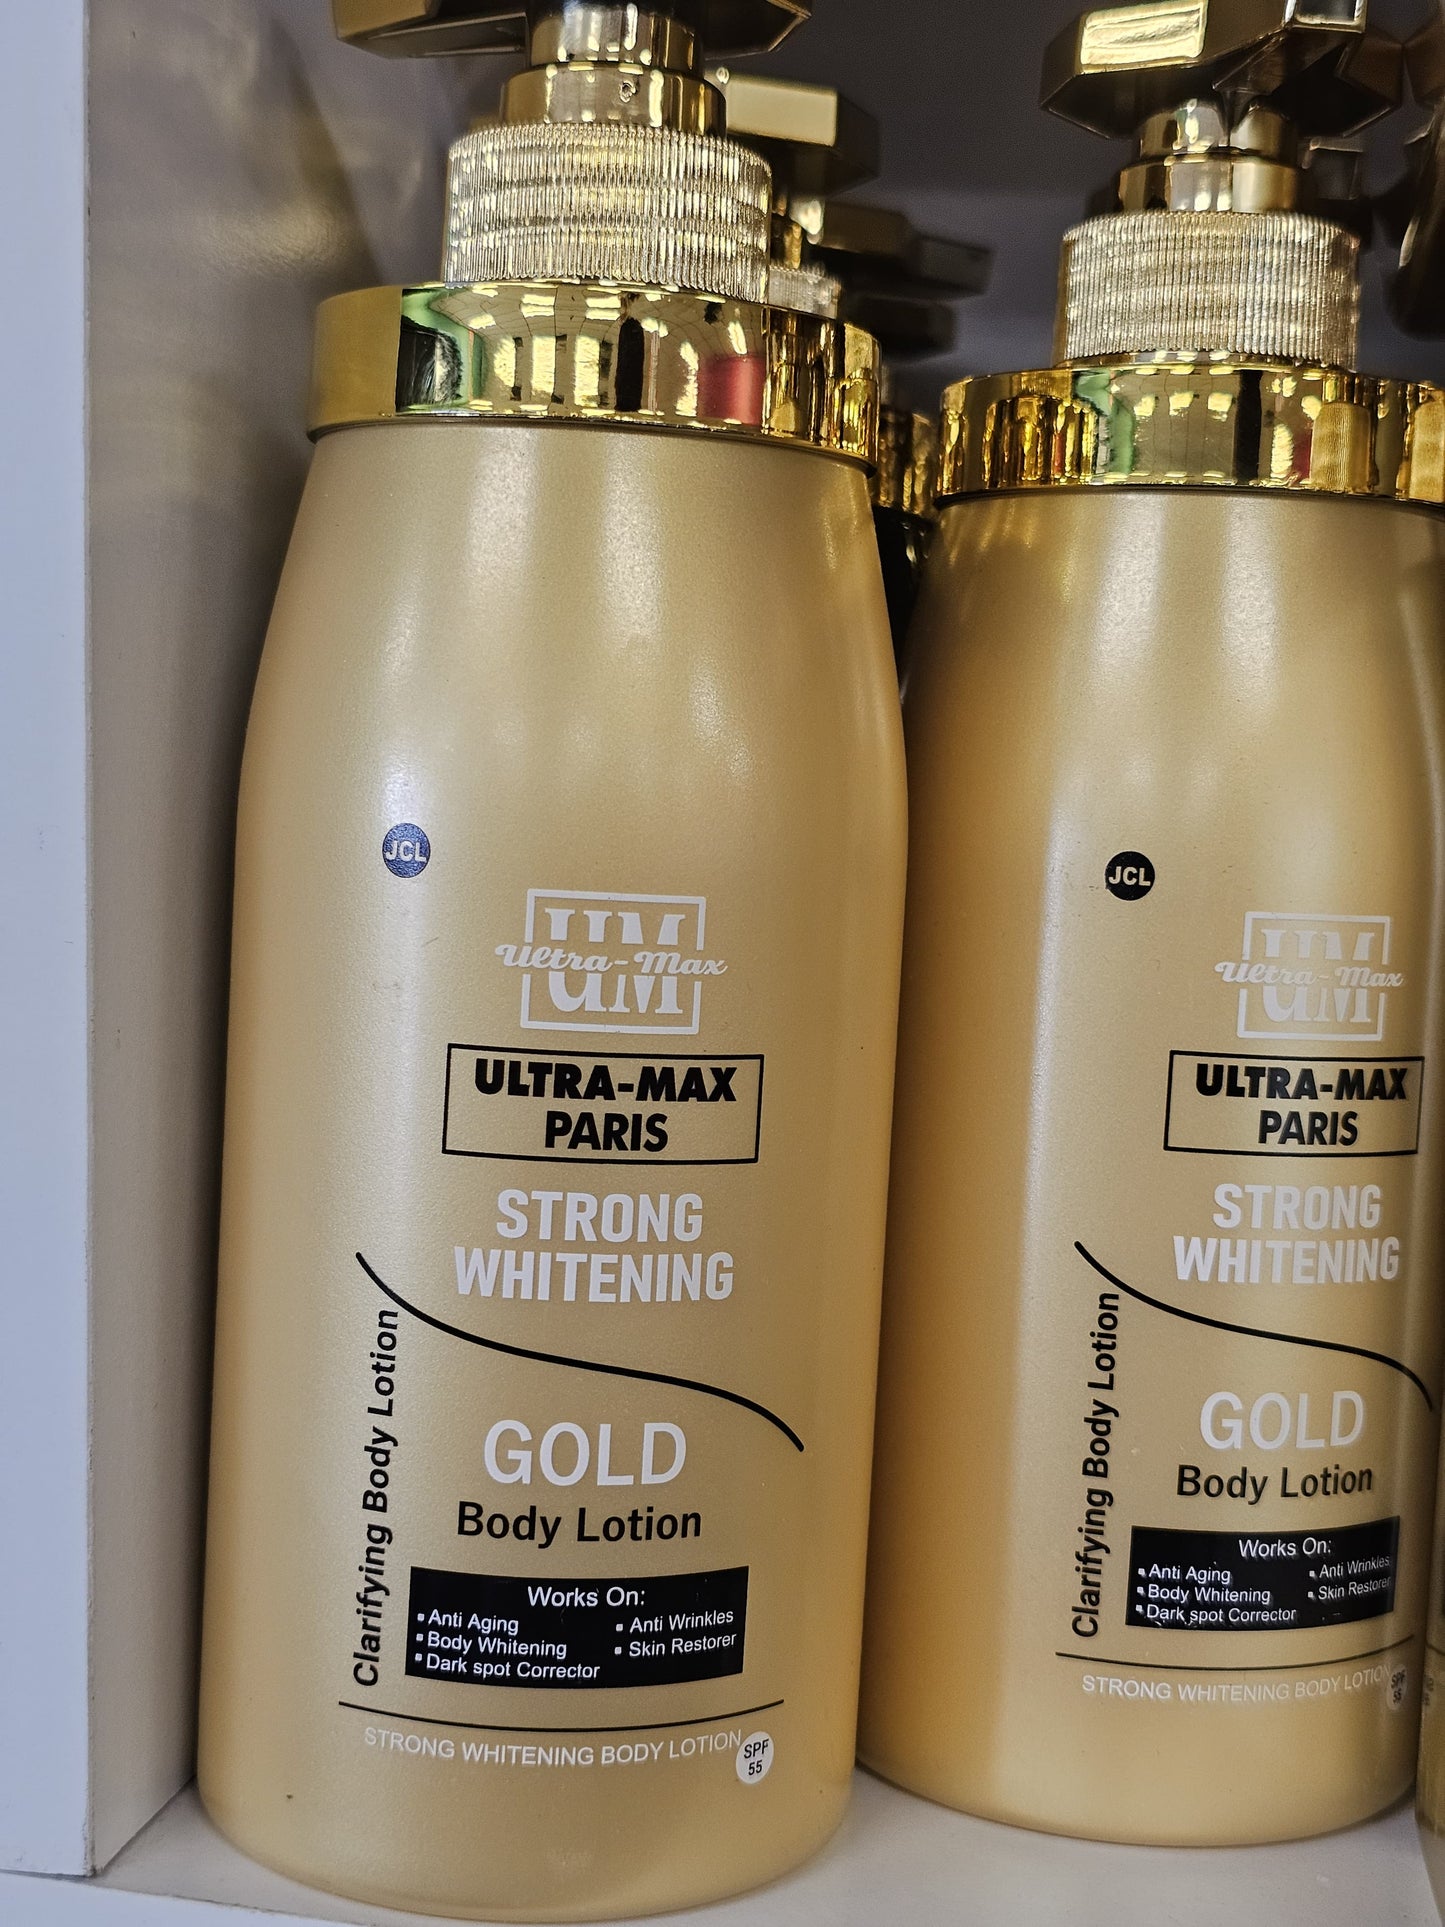 JCL
UM
Ultra-Max
ULTRA-MAX
PARIS
STRONG
WHITENING
Clarifying Body Lotion
GOLD
Body Lotion
Works On:
Anti Aging
Anti Wrinkles
Body Whitening
Skin Restorer
Dark spot Corrector
STRONG WHITENING BODY LOTION
SPF
55
JCL
UM
Ultra-Max
ULTRA-MAX
PARIS
STRONG
WHITENING
Clarifying Body Lotion
GOLD
Body Lotion
Works On:
Anti Aging
Anti Wrinkles
Body Whitening
Skin Restorer
Dark spot Corrector
STRONG WHITENING BODY LOTION
SPF
55